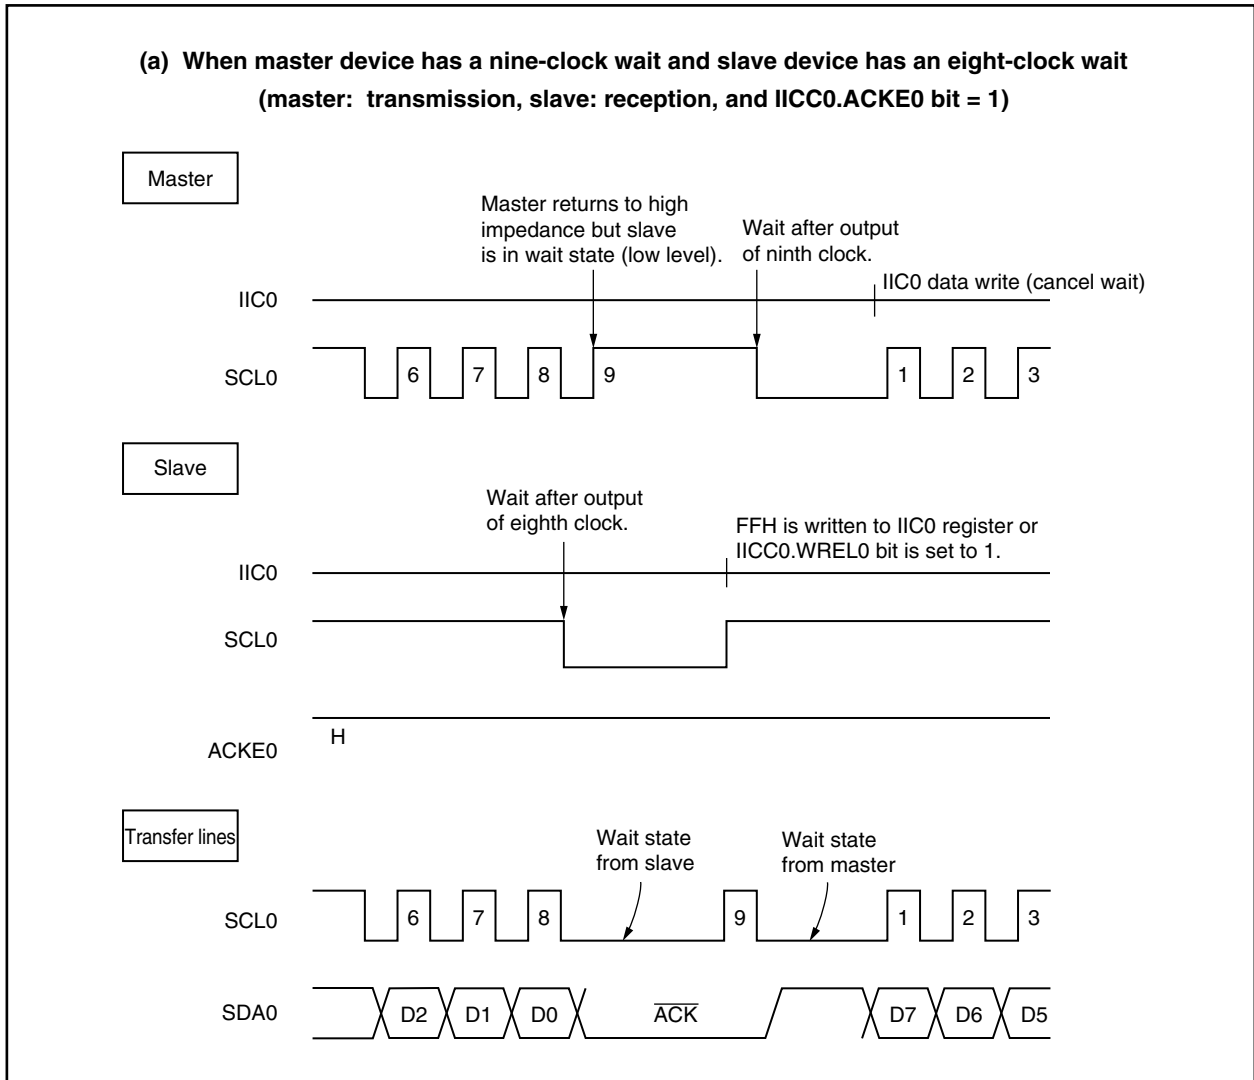 (a) When master device has a nine-clock wait and slave device has an eight-clock wait
(master: transmission, slave: reception, and IICC0.ACKE0 bit = 1)
Master
Master returns to high
impedance but slave
is in wait state (low level).
Wait after output
of ninth clock.
IIC0 data write (cancel wait)
IIC0
SCL0
6 7 8 9 1 2 3
Slave
Wait after output
of eighth clock.
FFH is written to IIC0 register or
IICC0.WREL0 bit is set to 1.
IIC0
SCL0
H
ACKE0
Transfer lines
Wait state
from slave
Wait state
from master
SCL0
6 7 8 9 1 2 3
SDA0
D2 D1 D0 ACK D7 D6 D5